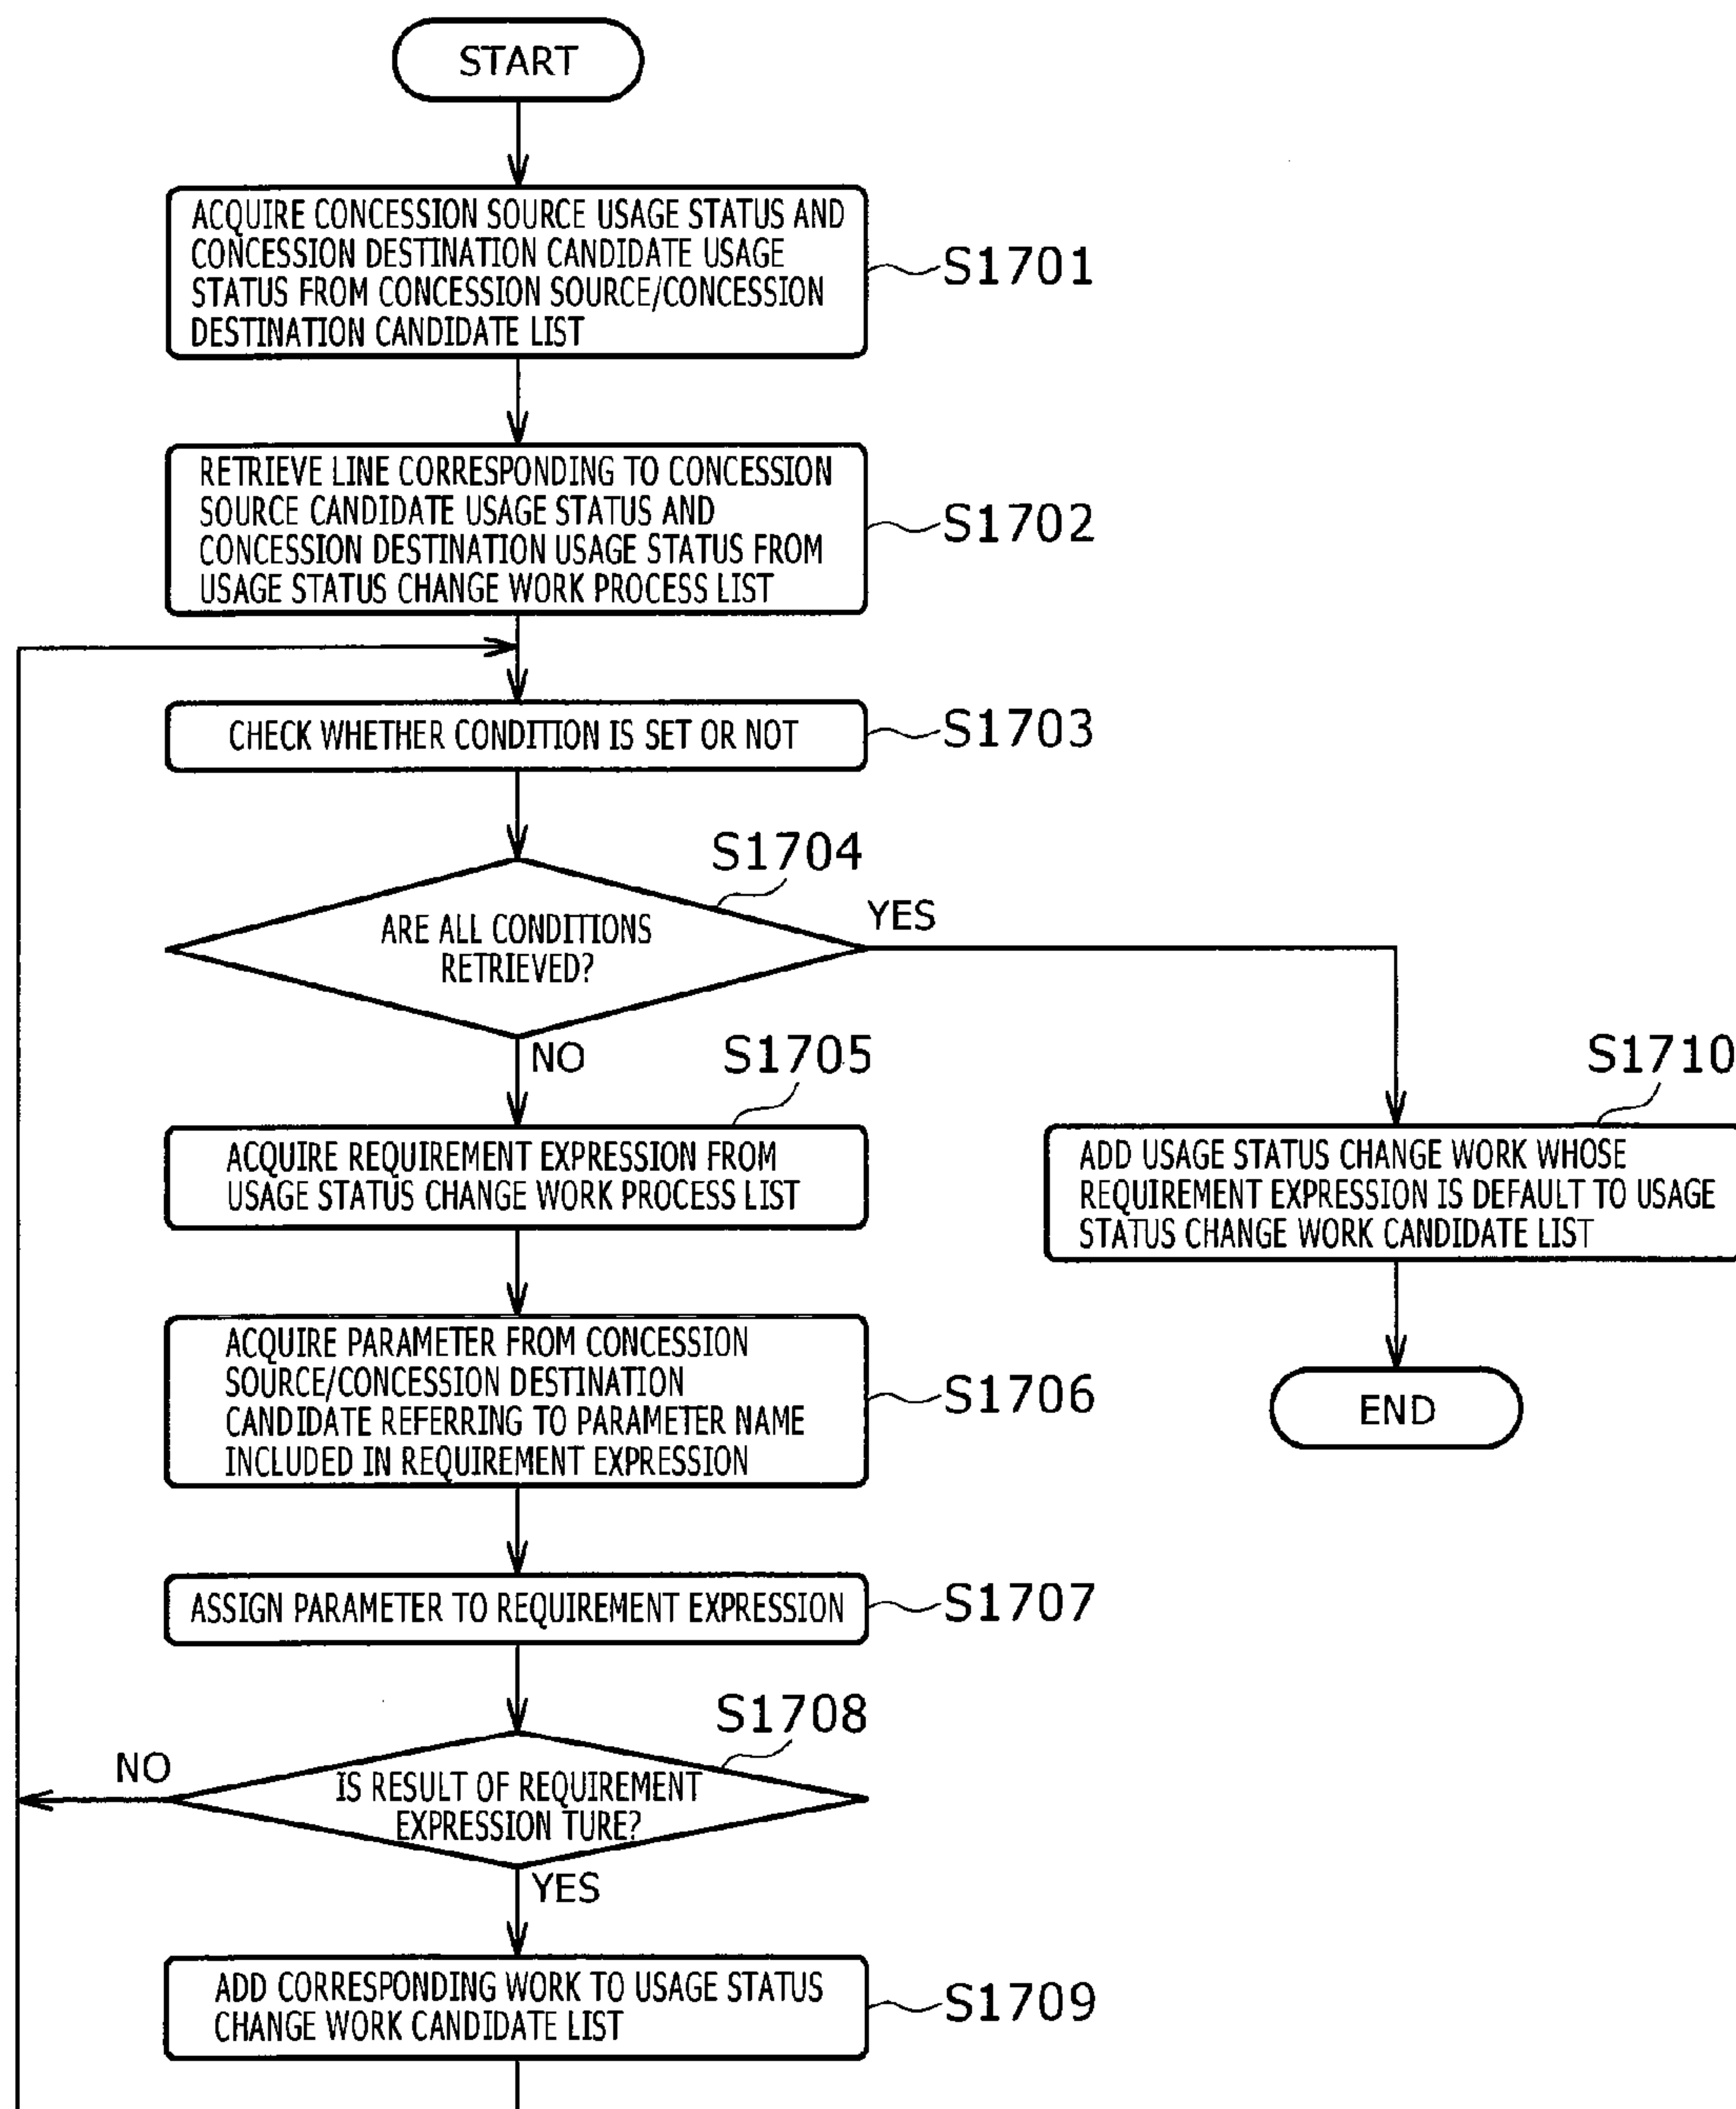 START
ACQUIRE CONCESSION SOURCE USAGE STATUS AND
CONCESSION DESTINATION CANDIDATE USAGE
STATUS FROM CONCESSION SOURCE/CONCESSION
DESTINATION CANDIDATE LIST
S1701
RETRIEVE LINE CORRESPONDING TO CONCESSION
SOURCE CANDIDATE USAGE STATUS AND
CONCESSION DESTINATION USAGE STATUS FROM
USAGE STATUS CHANGE WORK PROCESS LIST
S1702
CHECK WHETHER CONDITION IS SET OR NOT
S1703
S1704
ARE ALL CONDITIONS
RETRIEVED?
YES
NO
S1705
ACQUIRE REQUIREMENT EXPRESSION FROM
USAGE STATUS CHANGE WORK PROCESS LIST
S1710
ADD USAGE STATUS CHANGE WORK WHOSE
REQUIREMENT EXPRESSION IS DEFAULT TO USAGE
STATUS CHANGE WORK CANDIDATE LIST
END
ACQUIRE PARAMETER FROM CONCESSION
SOURCE/CONCESSION DESTINATION
CANDIDATE REFERRING TO PARAMETER NAME
INCLUDED IN REQUIREMENT EXPRESSION
S1706
ASSIGN PARAMETER TO REQUIREMENT EXPRESSION
S1707
S1708
NO
IS RESULT OF REQUIREMENT
EXPRESSION TURE?
YES
ADD CORRESPONDING WORK TO USAGE STATUS
CHANGE WORK CANDIDATE LIST
S1709